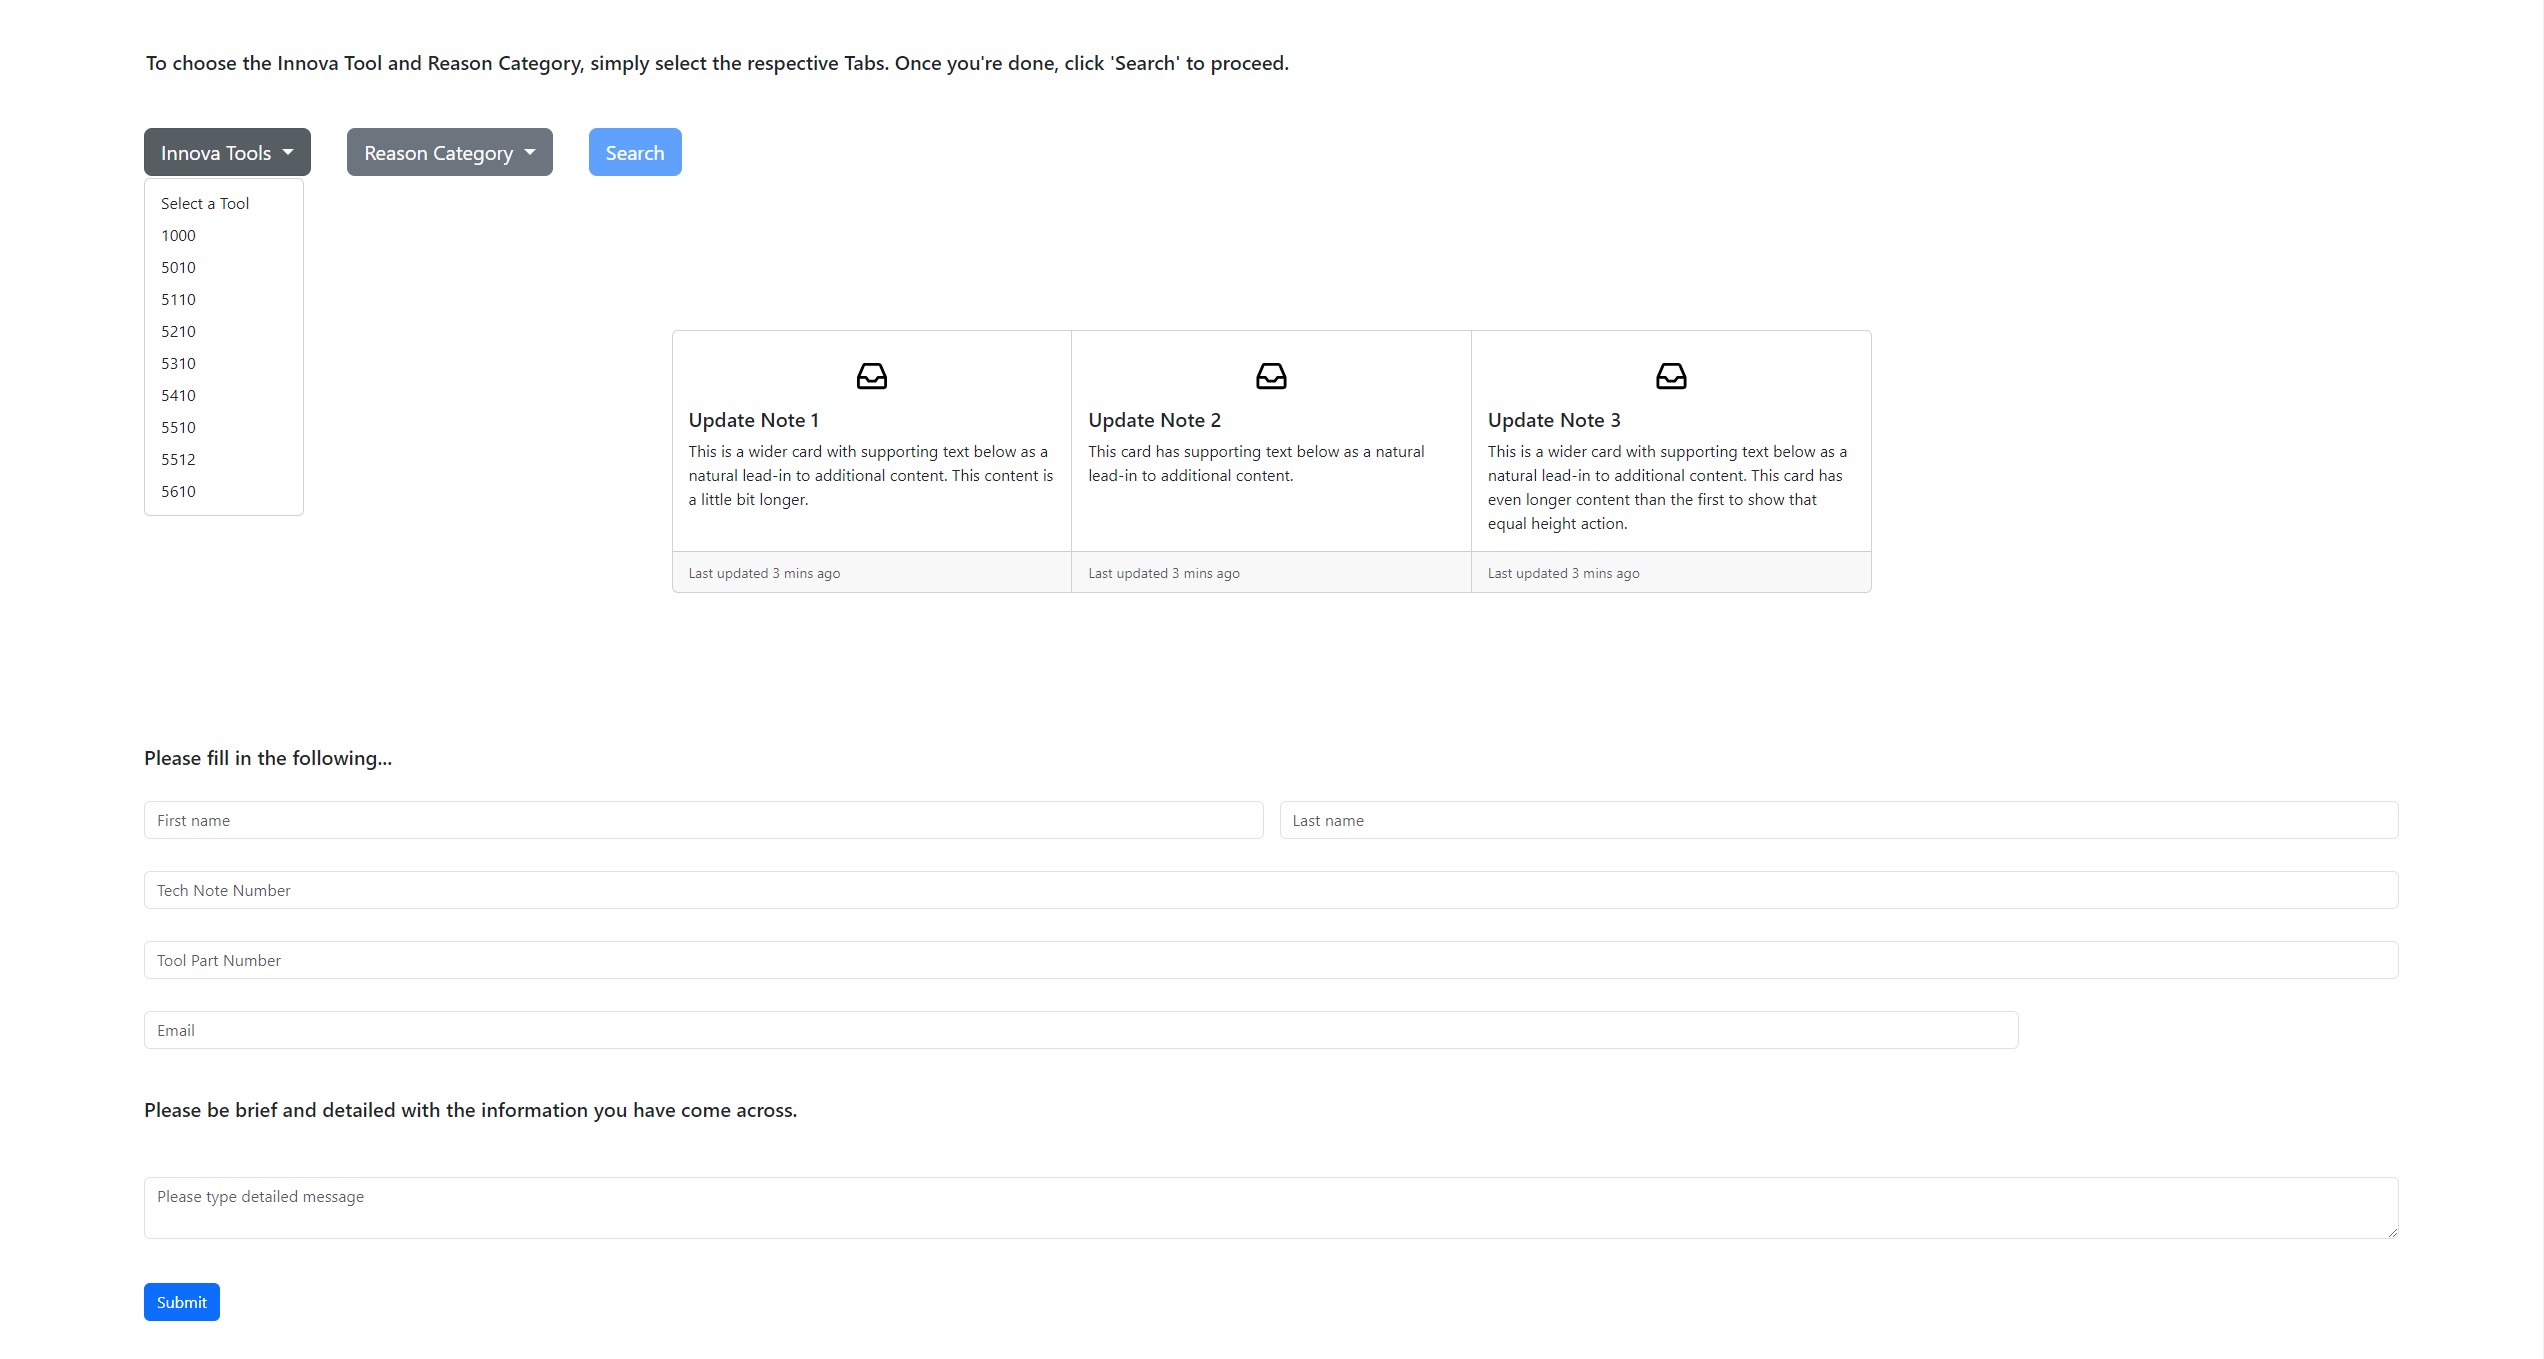 To choose the Innova Tool and Reason Category, simply select the respective Tabs. Once you're done, click 'Search' to proceed.
Innova Tools
Reason Category
Search
Select a Tool
1000
5010
5110
5210
5310
5410
5510
5512
5610
Update Note 1
This is a wider card with supporting text below as a
natural lead-in to additional content. This content is
a little bit longer.
Last updated 3 mins ago
Update Note 2
This card has supporting text below as a natural
lead-in to additional content.
Last updated 3 mins ago
Update Note 3
This is a wider card with supporting text below as a
natural lead-in to additional content. This card has
even longer content than the first to show that
equal height action.
Last updated 3 mins ago
Please fill in the following...
First name
Last name
Tech Note Number
Tool Part Number
Email
Please be brief and detailed with the information you have come across.
Please type detailed message
Submit